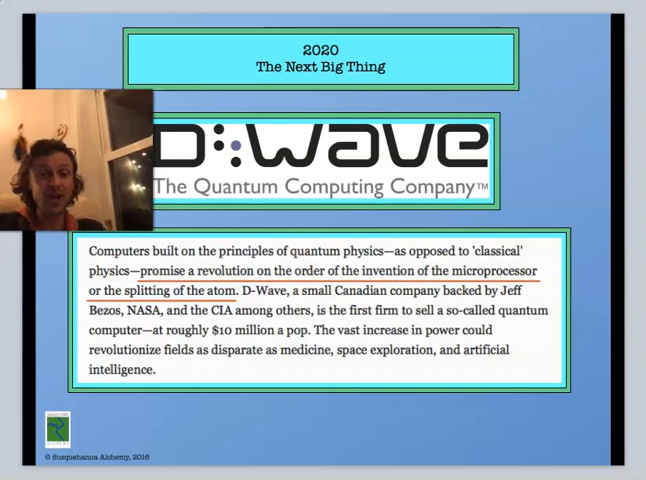 2020
The Next Big Thing
D:Wave
The Quantum Computing Company™
Computers built on the principles of quantum physics—as opposed to 'classical'
physics—promise a revolution on the order of the invention of the microprocessor
or the splitting of the atom. D-Wave, a small Canadian company backed by Jeff
Bezos, NASA, and the CIA among others, is the first firm to sell a so-called quantum
computer—at roughly $10 million a pop. The vast increase in power could
revolutionize fields as disparate as medicine, space exploration, and artificial
intelligence.
© Susquehanna Alchemy, 2016